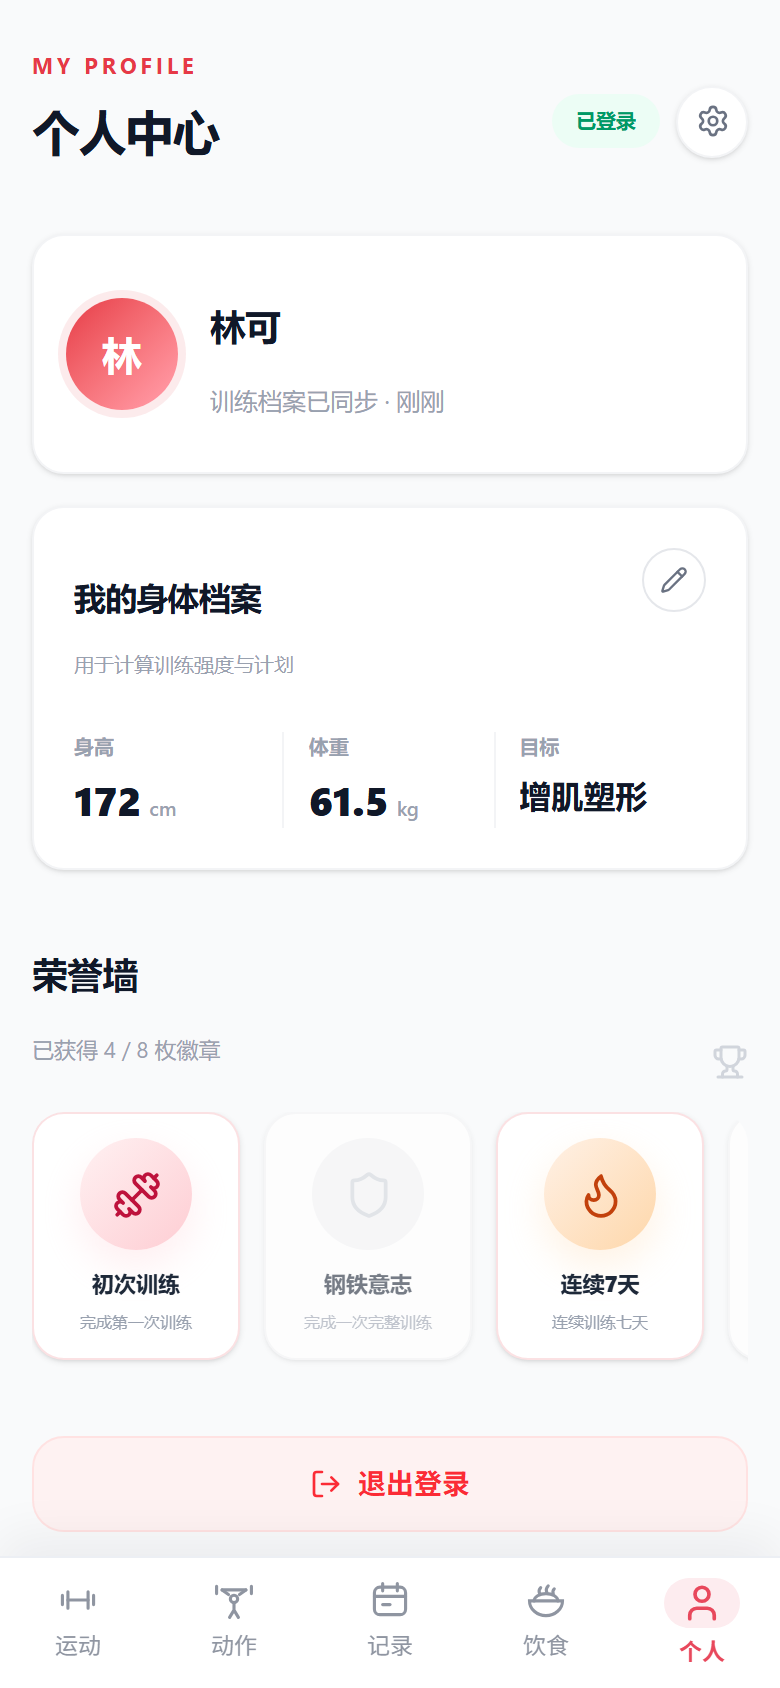 MY PROFILE
个人中心
已登录
林
林可
训练档案已同步 · 刚刚
我的身体档案
用于计算训练强度与计划
身高
172 cm
体重
61.5 kg
目标
增肌塑形
荣誉墙
已获得 4 / 8 枚徽章
初次训练
完成第一次训练
钢铁意志
完成一次完整训练
连续7天
连续训练七天
退出登录
运动
动作
记录
饮食
个人